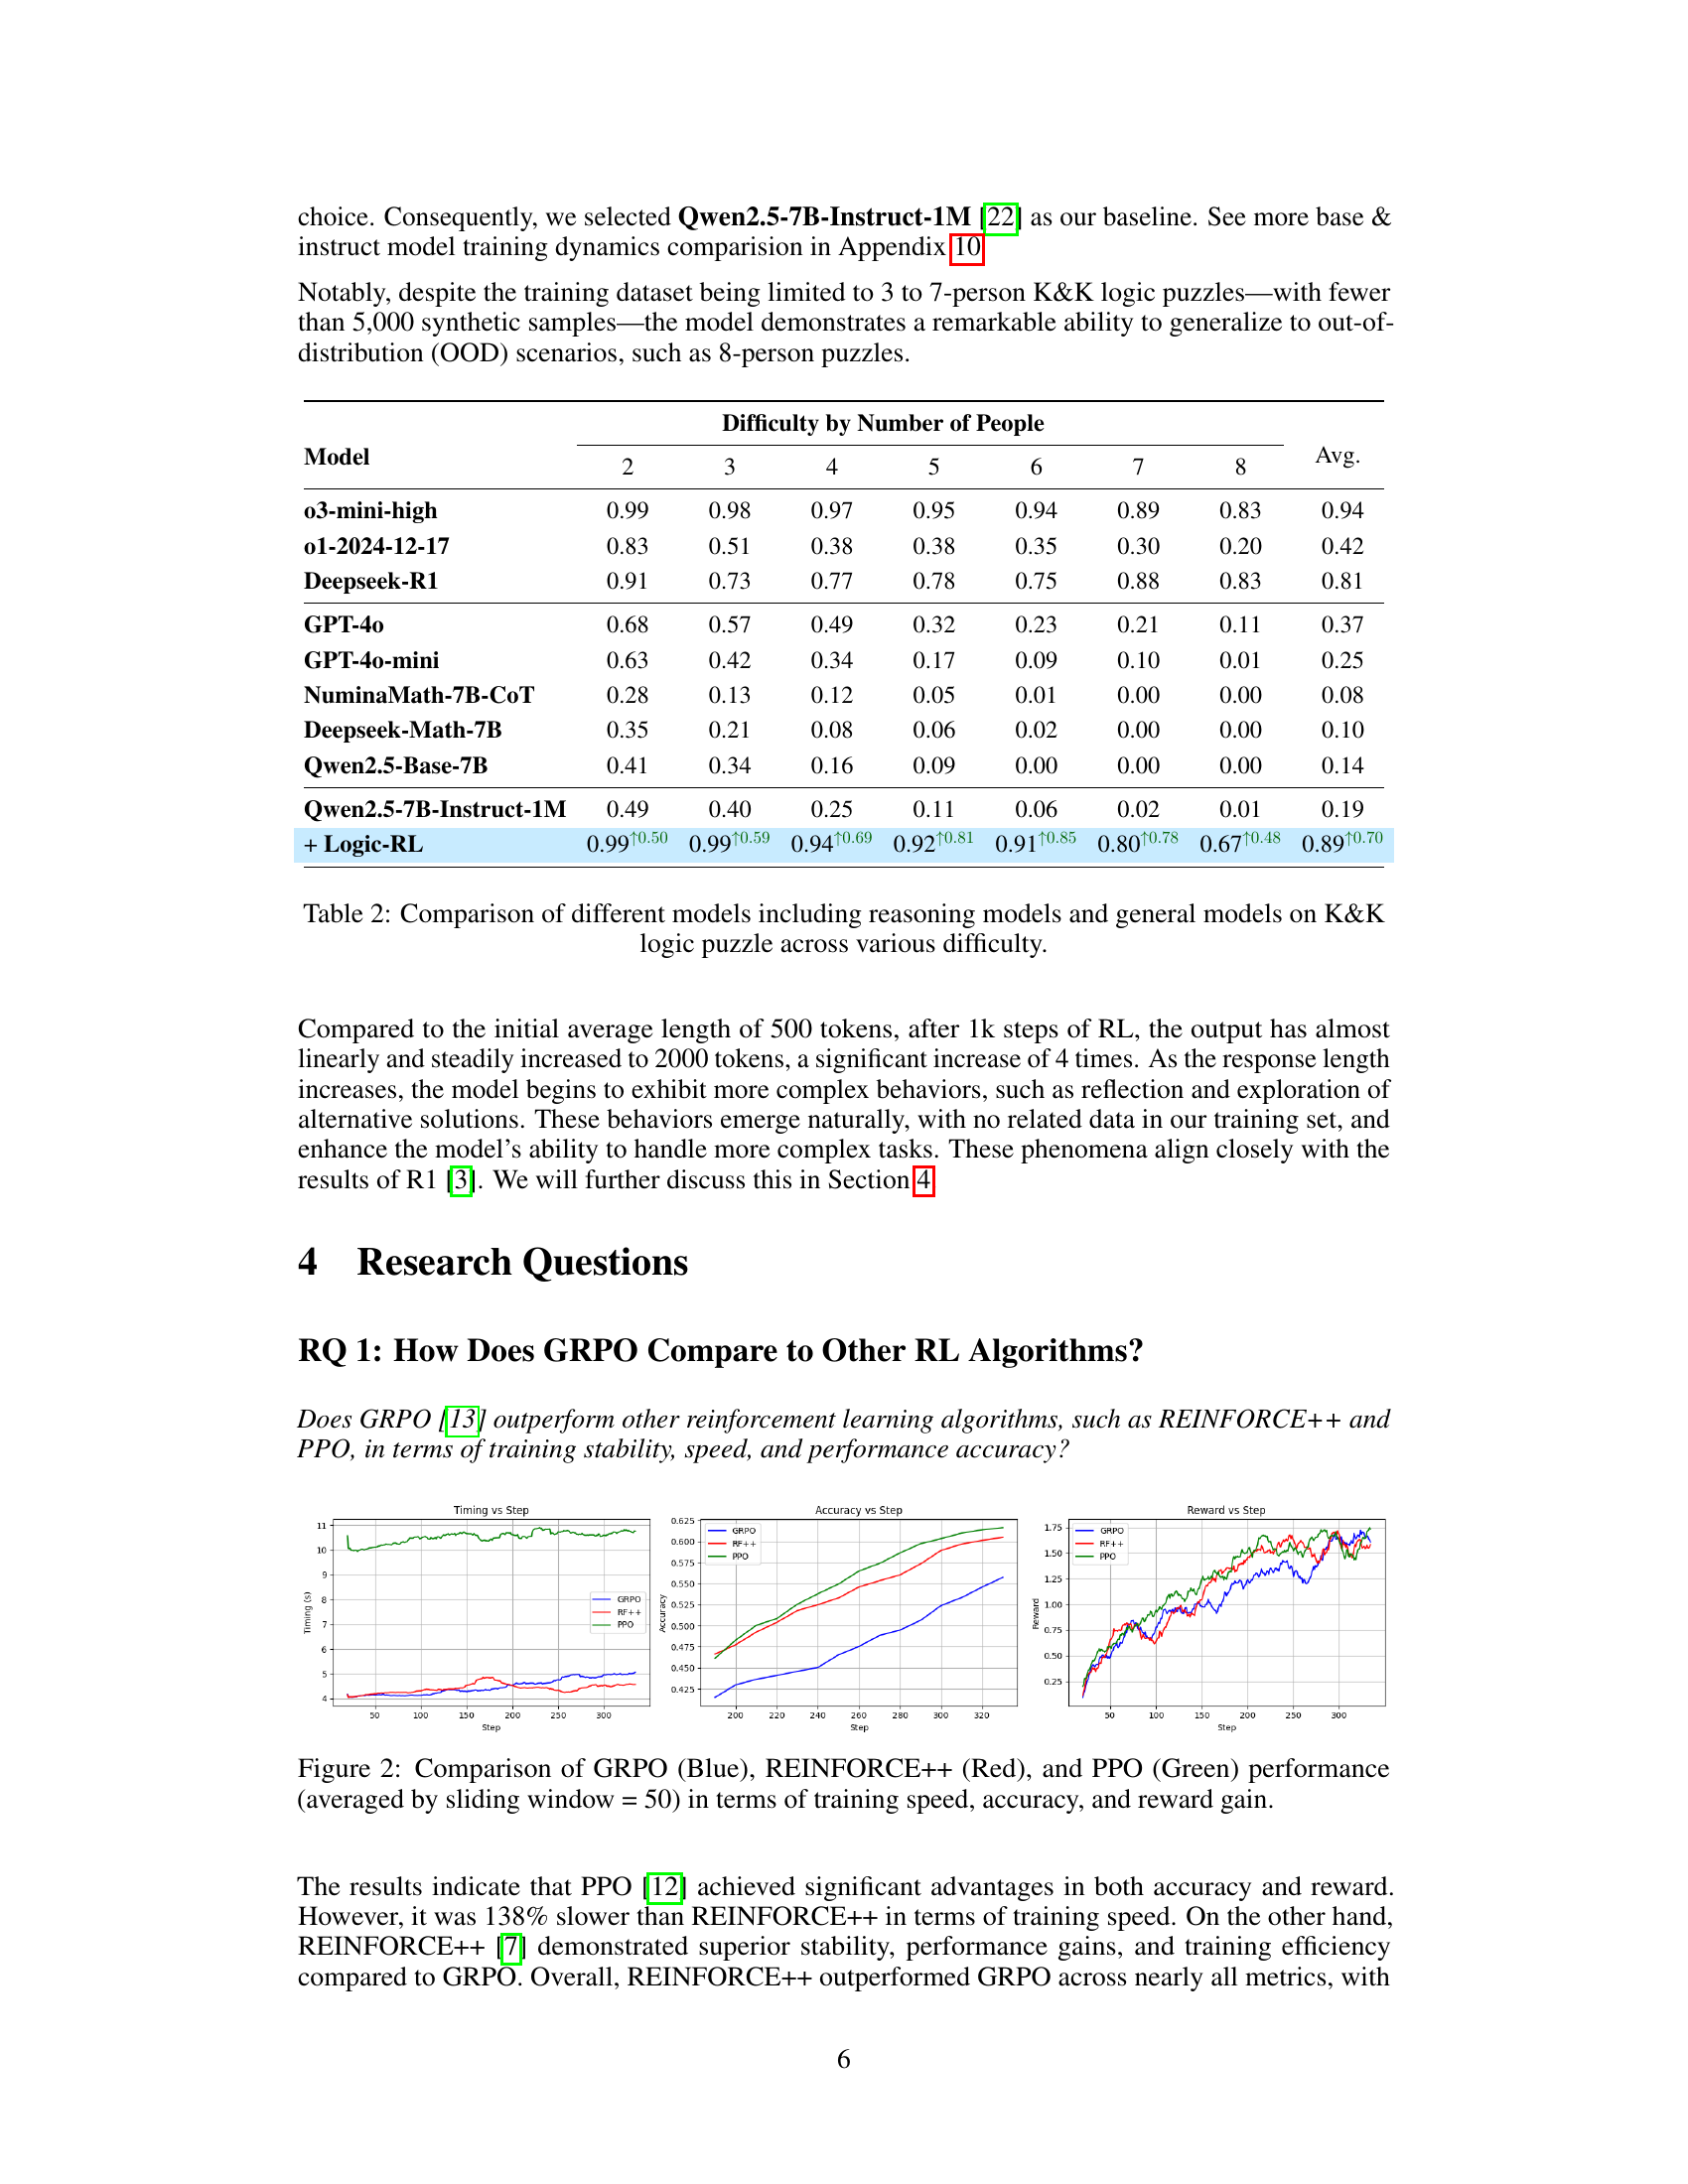 choice. Consequently, we selected Qwen2.5-7B-Instruct-1M [22] as our baseline. See more base &
instruct model training dynamics comparision in Appendix 10
Notably, despite the training dataset being limited to 3 to 7-person K&K logic puzzles—with fewer
than 5,000 synthetic samples—the model demonstrates a remarkable ability to generalize to out-of-
distribution (OOD) scenarios, such as 8-person puzzles.
Model Difficulty by Number of People Avg.
2 3 4 5 6 7 8
o3-mini-high 0.99 0.98 0.97 0.95 0.94 0.89 0.83 0.94
o1-2024-12-17 0.83 0.51 0.38 0.38 0.35 0.30 0.20 0.42
Deepseek-R1 0.91 0.73 0.77 0.78 0.75 0.88 0.83 0.81
GPT-4o 0.68 0.57 0.49 0.32 0.23 0.21 0.11 0.37
GPT-4o-mini 0.63 0.42 0.34 0.17 0.09 0.10 0.01 0.25
NuminaMath-7B-CoT 0.28 0.13 0.12 0.05 0.01 0.00 0.00 0.08
Deepseek-Math-7B 0.35 0.21 0.08 0.06 0.02 0.00 0.00 0.10
Qwen2.5-Base-7B 0.41 0.34 0.16 0.09 0.00 0.00 0.00 0.14
Qwen2.5-7B-Instruct-1M 0.49 0.40 0.25 0.11 0.06 0.02 0.01 0.19
+ Logic-RL 0.99↑0.50 0.99↑0.59 0.94↑0.69 0.92↑0.81 0.91↑0.85 0.80↑0.78 0.67↑0.48 0.89↑0.70
Table 2: Comparison of different models including reasoning models and general models on K&K
logic puzzle across various difficulty.
Compared to the initial average length of 500 tokens, after 1k steps of RL, the output has almost
linearly and steadily increased to 2000 tokens, a significant increase of 4 times. As the response length
increases, the model begins to exhibit more complex behaviors, such as reflection and exploration of
alternative solutions. These behaviors emerge naturally, with no related data in our training set, and
enhance the model's ability to handle more complex tasks. These phenomena align closely with the
results of R1 [3]. We will further discuss this in Section 4
4 Research Questions
RQ 1: How Does GRPO Compare to Other RL Algorithms?
Does GRPO [13] outperform other reinforcement learning algorithms, such as REINFORCE++ and
PPO, in terms of training stability, speed, and performance accuracy?
Timing vs Step
Timing (s)
11
10
9
8
7
6
5
4
GRPO
RF++
PPO
50 100 150 200 250 300
Step
Accuracy vs Step
Accuracy
0.625
0.600
0.575
0.550
0.525
0.500
0.475
0.450
0.425
GRPO
RF++
PPO
200 220 240 260 280 300 320
Step
Reward vs Step
Reward
1.75
1.50
1.25
1.00
0.75
0.50
0.25
GRPO
RF++
PPO
50 100 150 200 250 300
Step
Figure 2: Comparison of GRPO (Blue), REINFORCE++ (Red), and PPO (Green) performance
(averaged by sliding window = 50) in terms of training speed, accuracy, and reward gain.
The results indicate that PPO [12] achieved significant advantages in both accuracy and reward.
However, it was 138% slower than REINFORCE++ in terms of training speed. On the other hand,
REINFORCE++ [7] demonstrated superior stability, performance gains, and training efficiency
compared to GRPO. Overall, REINFORCE++ outperformed GRPO across nearly all metrics, with
6